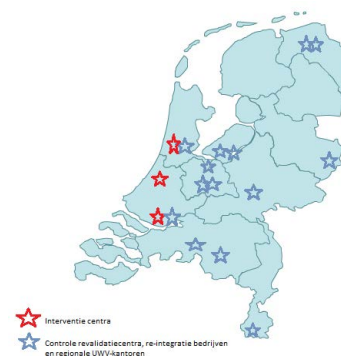 Interventie centra
Controle revalidatiecentra, re-integratie bedrijven
en regionale UWV-kantoren